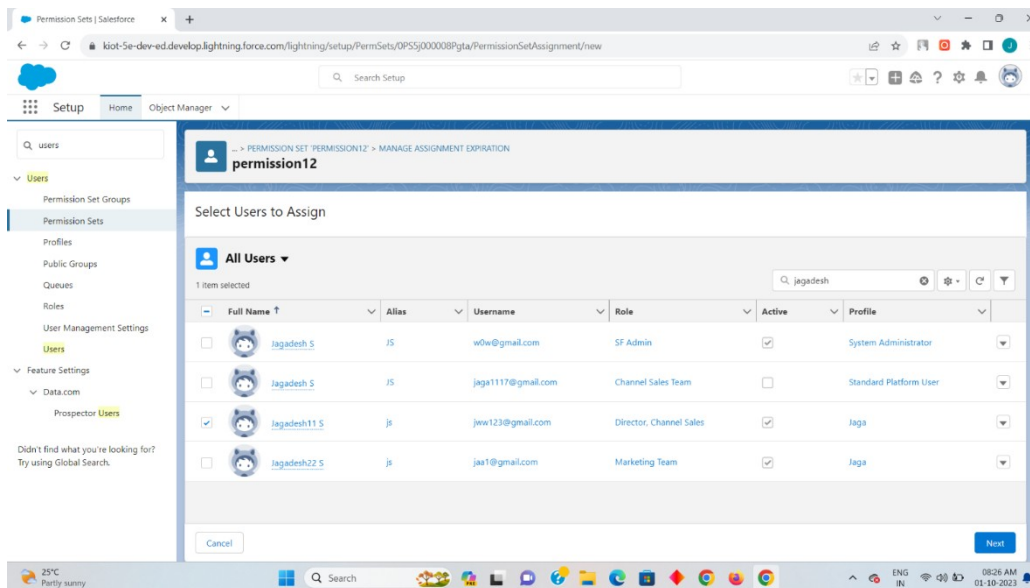 Permission Sets | Salesforce
kiot-5e-dev-ed.develop.lightning.force.com/lightning/setup/PermSets/0PS5j000008Pgta/PermissionSetAssignment/new
J
Search Setup
Setup Home Object Manager
users
Users
Permission Set Groups
Permission Sets
Profiles
Public Groups
Queues
Roles
User Management Settings
Users
Feature Settings
Data.com
Prospector Users
Didn't find what you're looking for?
Try using Global Search.
... > PERMISSION SET 'PERMISSION12' > MANAGE ASSIGNMENT EXPIRATION
permission12
Select Users to Assign
All Users
1 item selected
jagadesh
Full Name Alias Username Role Active Profile
Jagadesh S JS w0w@gmail.com SF Admin System Administrator
Jagadesh S JS jaga1117@gmail.com Channel Sales Team Standard Platform User
Jagadesh11 S js jww123@gmail.com Director, Channel Sales Jaga
Jagadesh22 S js jaa1@gmail.com Marketing Team Jaga
Cancel Next
25°C
Partly sunny
Search
ENG
IN
08:26 AM
01-10-2023